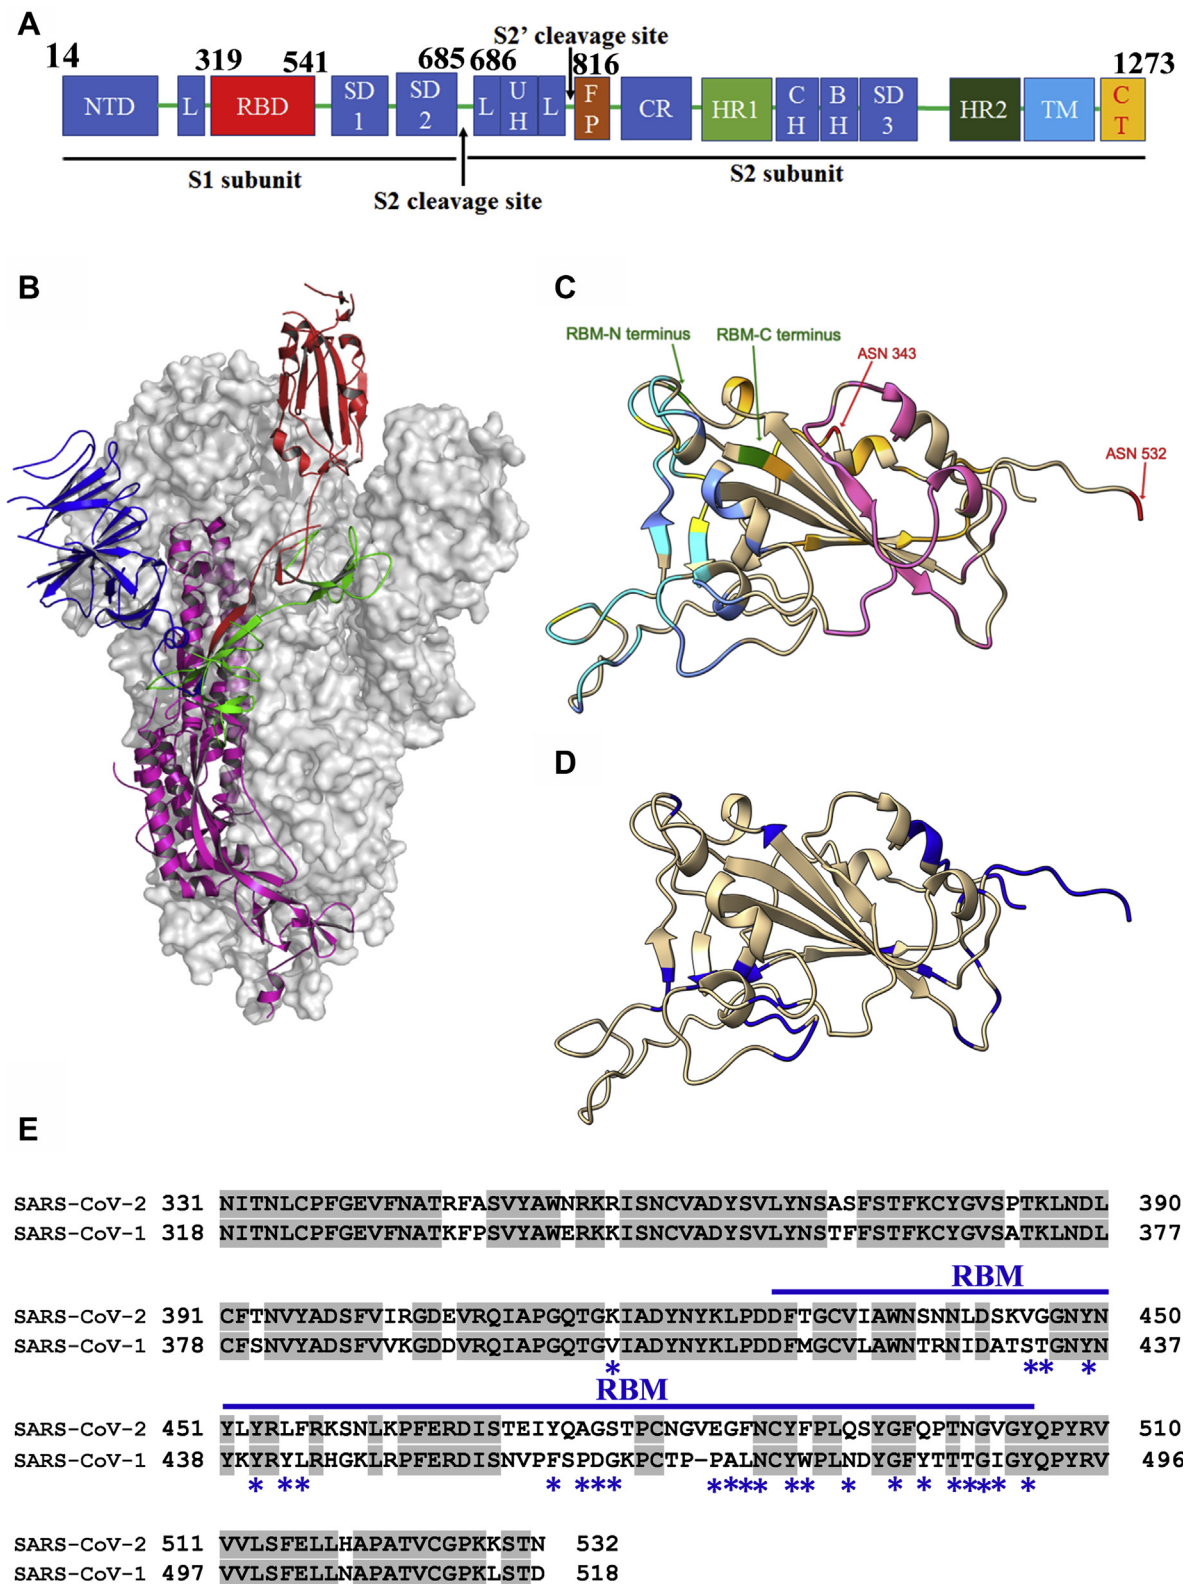 A
S2' cleavage site
14 319 541 685 686 816 1273
NTD L RBD SD 1 SD 2 L U H L F P CR HR1 C H B H SD 3 HR2 TM C T
S1 subunit S2 subunit
S2 cleavage site
B
C
RBM-N terminus RBM-C terminus
ASN 343
ASN 532
D
E
SARS-CoV-2 331 NITNLCPFGEVFNATRFASVYAWNRKRISNCVADYSVLYNSASFSTFKCYGVSPTKLNDL 390
SARS-CoV-1 318 NITNLCPFGEVFNATKFPSVYAWERKKISNCVADYSVLYNSTFFSTFKCYGVSATKLNDL 377
RBM
SARS-CoV-2 391 CFTNVYADSFVIRGDEVRQIAPGQTGKIADYNYKLPDDFTGCVIAWNSNNLDSKVGGNYN 450
SARS-CoV-1 378 CFSNVYADSFVVKGDDVRQIAPGQTGVIADYNYKLPDDFMGCVLAWNTRNIDATSTGNYN 437
* ** *
RBM
SARS-CoV-2 451 YLYRLFRKSNLKPFERDISTEIYQAGSTPCNGVEGFNCYFPLQSYGFQPTNGVGYQPYRV 510
SARS-CoV-1 438 YKYRYLRHGKLRPFERDISNVPFSPDGKPCTP-PALNCYWPLNDYGFYTTTGIGYQPYRV 496
* ** * *** **** ** * * * **** *
SARS-CoV-2 511 VVLSFELLHAPATVCGPKKSTN 532
SARS-CoV-1 497 VVLSFELLNAPATVCGPKLSTD 518